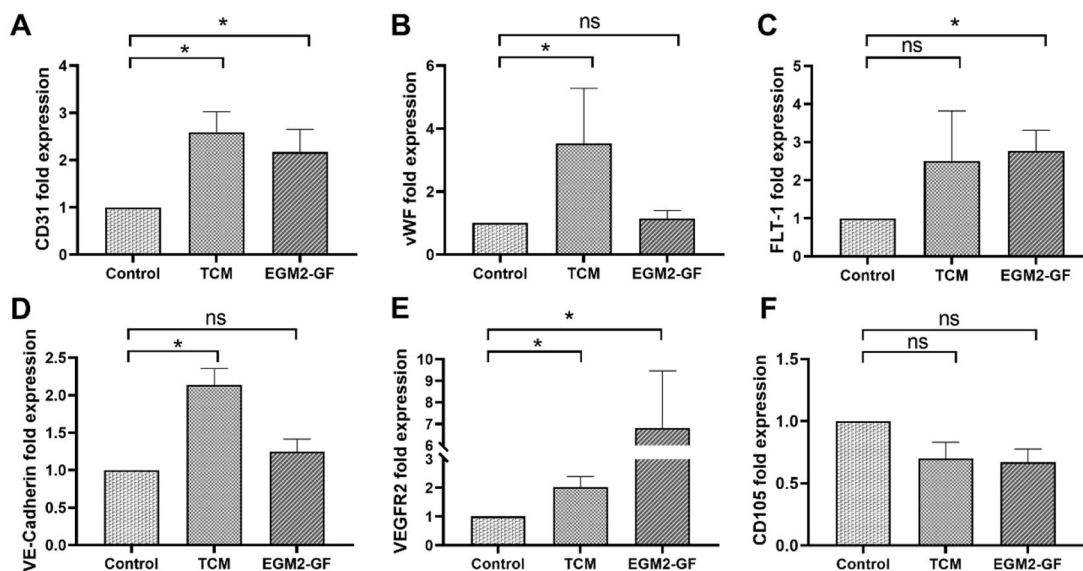 A
CD31 fold expression
4
3
2
1
0
*
*
Control TCM EGM2-GF
B
vWF fold expression
6
4
2
0
ns
*
Control TCM EGM2-GF
C
FLT-1 fold expression
5
4
3
2
1
0
*
ns
Control TCM EGM2-GF
D
VE-Cadherin fold expression
2.5
2.0
1.5
1.0
0.5
0.0
ns
*
Control TCM EGM2-GF
E
VEGFR2 fold expression
10
9
8
7
6
3
2
1
0
*
*
Control TCM EGM2-GF
F
CD105 fold expression
1.5
1.0
0.5
0.0
ns
ns
Control TCM EGM2-GF